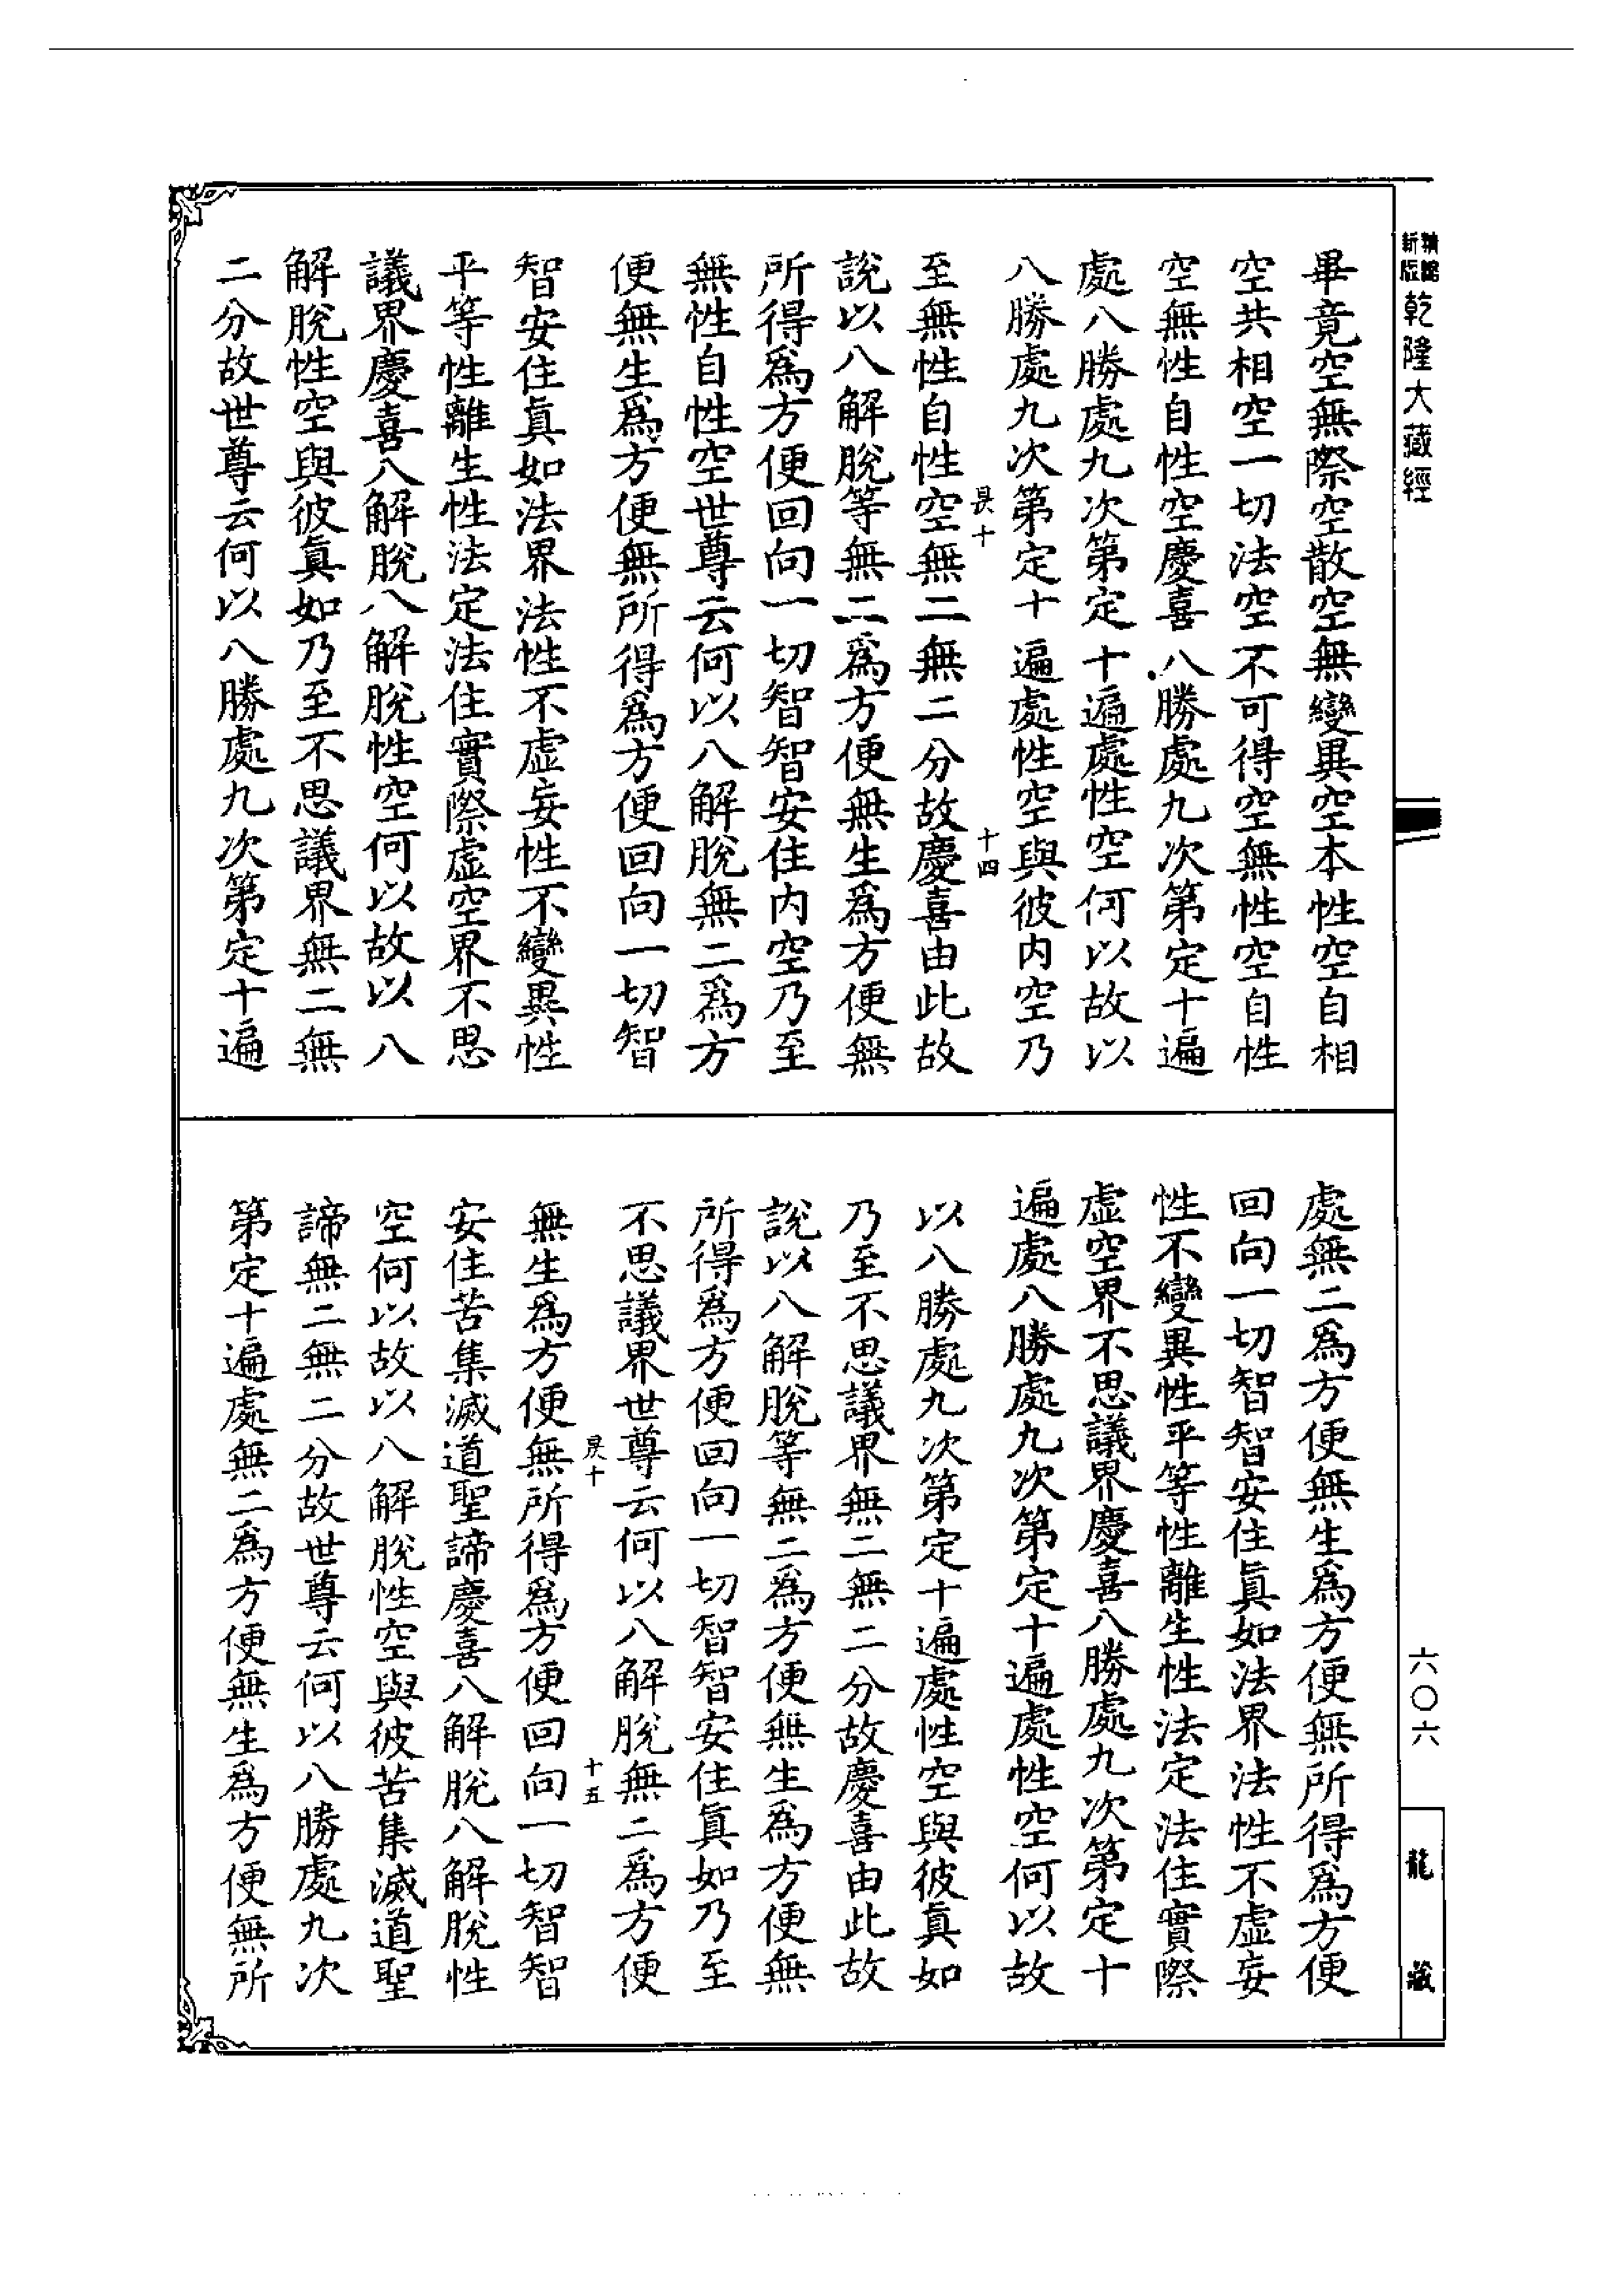 新版
精縮
乾隆大藏經
畢竟空無際空散空無變異空本性空自相
空共相空一切法空不可得空無性空自性
空無性自性空慶喜八勝處九次第定十遍
處八勝處九次第定十遍處性空何以故以
八勝處九次第定十遍處性空與彼内空乃
十四
至無性自性空無二無二分故慶喜由此故
說以八解脫等無二爲方便無生爲方便無
所得爲方便回向一切智智安住内空乃至
無性自性空世尊云何以八解脫無二爲方
便無生爲方便無所得爲方便回向一切智
智安住眞如法界法性不虛妄性不變異性
平等性離生性法定法住實際虛空界不思
議界慶喜八解脫八解脫性空何以故以八
解脫性空與彼眞如乃至不思議界無二無
二分故世尊云何以八勝處九次第定十遍
處無二爲方便無生爲方便無所得爲方便
回向一切智智安住眞如法界法性不虛妄
性不變異性平等性離生性法定法住實際
虛空界不思議界慶喜八勝處九次第定十
遍處八勝處九次第定十遍處性空何以故
以八勝處九次第定十遍處性空與彼眞如
乃至不思議界無二無二分故慶喜由此故
說以八解脫等無二爲方便無生爲方便無
所得爲方便回向一切智智安住眞如乃至
不思議界世尊云何以八解脫無二爲方便
十五
無生爲方便無所得爲方便回向一切智智
安住苦集滅道聖諦慶喜八解脫八解脫性
空何以故以八解脫性空與彼苦集滅道聖
諦無二無二分故世尊云何以八勝處九次
第定十遍處無二爲方便無生爲方便無所
六〇六
龍藏